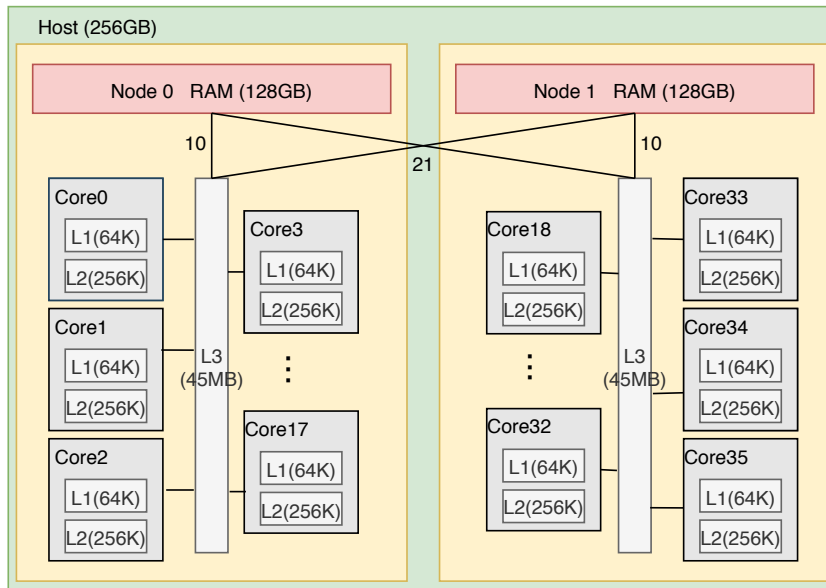 Host (256GB)
Node 0 RAM (128GB)
10
Core0
L1(64K)
L2(256K)
Core1
L1(64K)
L2(256K)
Core2
L1(64K)
L2(256K)
L3
(45MB)
Core3
L1(64K)
L2(256K)
⋮
Core17
L1(64K)
L2(256K)
21
Node 1 RAM (128GB)
10
Core18
L1(64K)
L2(256K)
⋮
Core32
L1(64K)
L2(256K)
L3
(45MB)
Core33
L1(64K)
L2(256K)
Core34
L1(64K)
L2(256K)
Core35
L1(64K)
L2(256K)